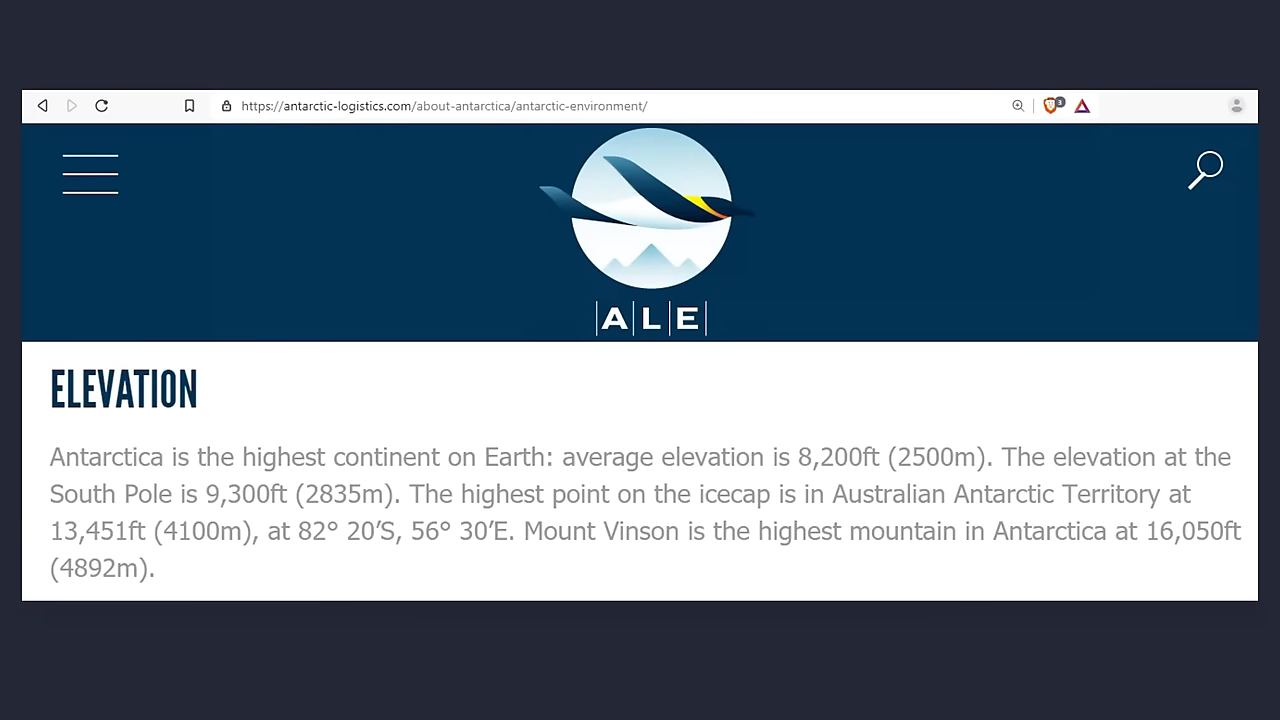 https://antarctic-logistics.com/about-antarctica/antarctic-environment/
3
|A|L|E|
ELEVATION
Antarctica is the highest continent on Earth: average elevation is 8,200ft (2500m). The elevation at the
South Pole is 9,300ft (2835m). The highest point on the icecap is in Australian Antarctic Territory at
13,451ft (4100m), at 82° 20’S, 56° 30’E. Mount Vinson is the highest mountain in Antarctica at 16,050ft
(4892m).